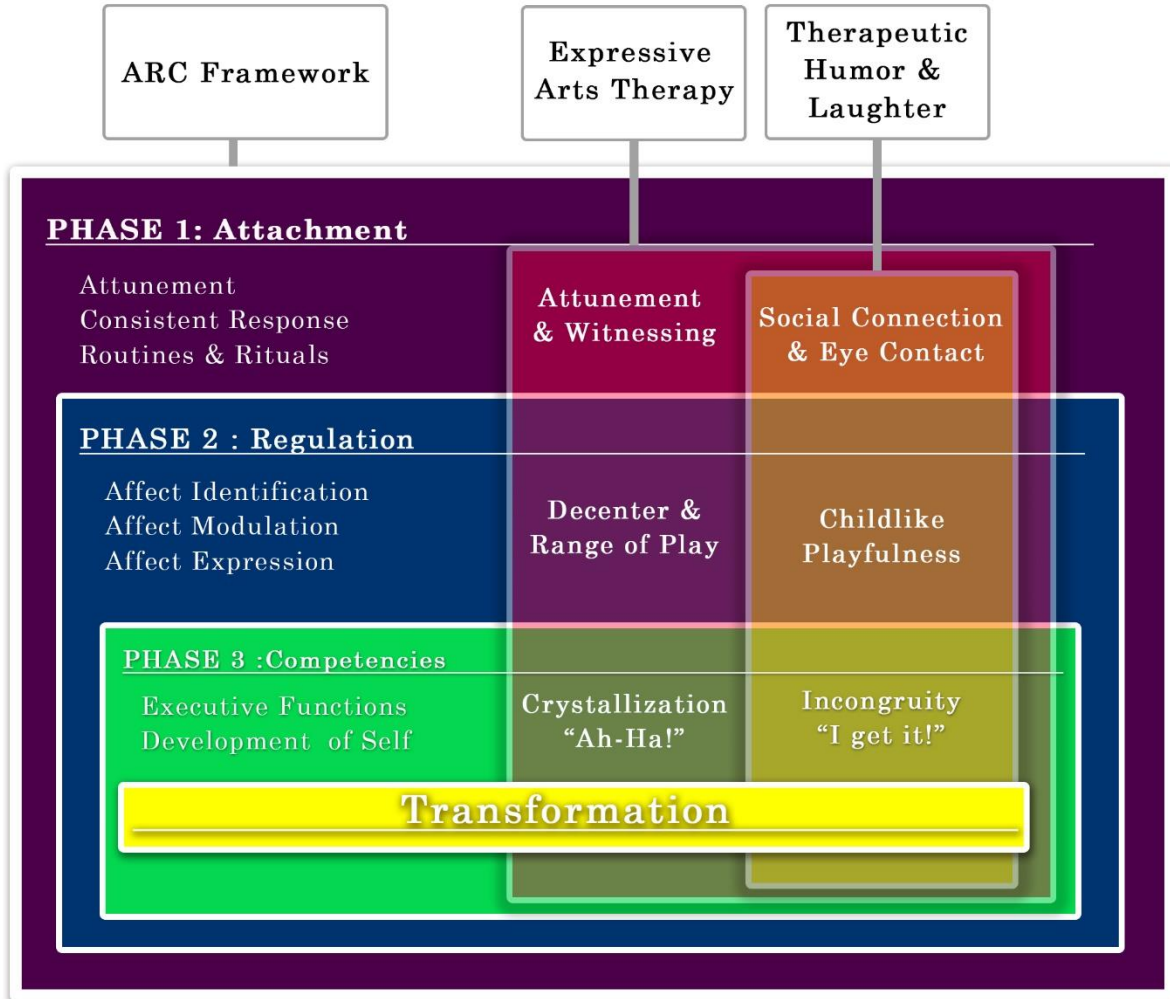 ARC Framework
Expressive
Arts Therapy
Therapeutic
Humor &
Laughter
PHASE 1: Attachment
Attunement
Consistent Response
Routines & Rituals
Attunement
& Witnessing
Social Connection
& Eye Contact
PHASE 2 : Regulation
Affect Identification
Affect Modulation
Affect Expression
Decenter &
Range of Play
Childlike
Playfulness
PHASE 3 :Competencies
Executive Functions
Development of Self
Crystallization
“Ah-Ha!”
Incongruity
“I get it!”
Transformation